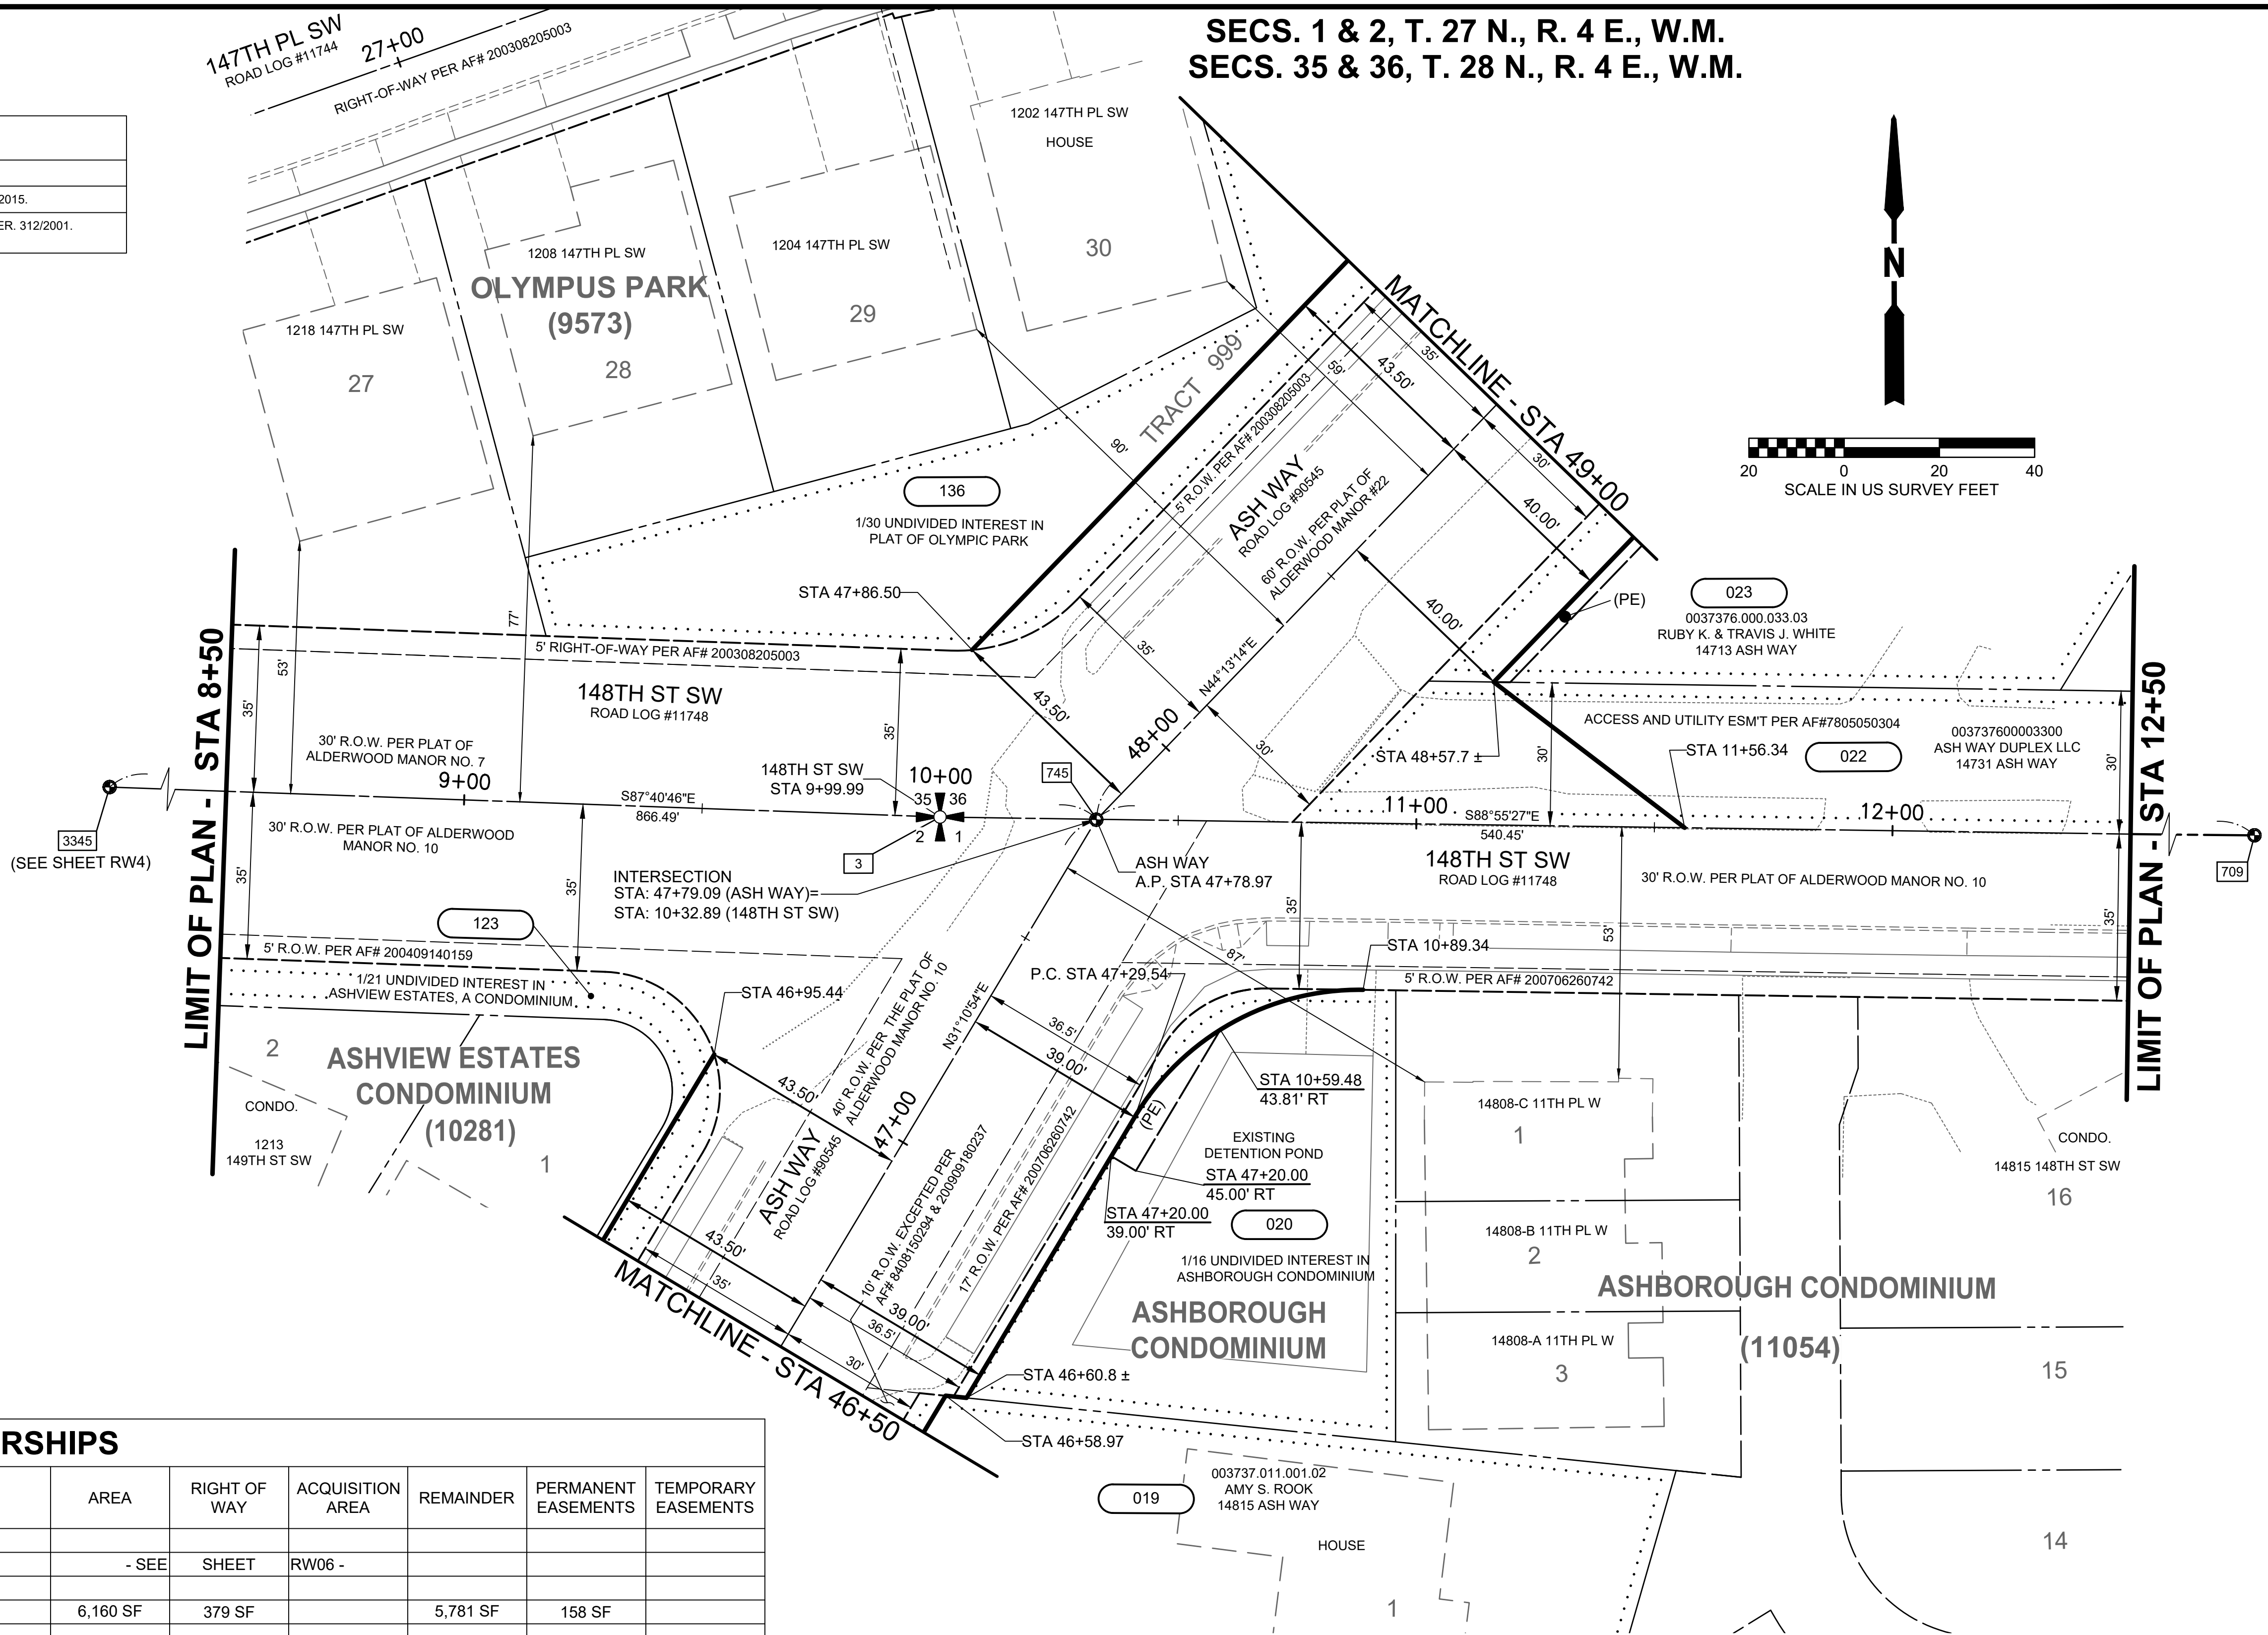 SECS. 1 & 2, T. 27 N., R. 4 E., W.M.
SECS. 35 & 36, T. 28 N., R. 4 E., W.M.
147TH PL SW
ROAD LOG #11744
27+00
RIGHT-OF-WAY PER AF# 200308205003
2015.
ER. 312/2001.
1202 147TH PL SW
HOUSE
30
1204 147TH PL SW
29
1208 147TH PL SW
OLYMPUS PARK
(9573)
28
1218 147TH PL SW
27
N
20 0 20 40
SCALE IN US SURVEY FEET
MATCHLINE - STA 49+00
TRACT 999
5' R.O.W. PER AF# 200308205003
59'
43.50'
35'
30'
40.00'
90'
ASH WAY
ROAD LOG #90545
60' R.O.W. PER PLAT OF
ALDERWOOD MANOR #22
136
1/30 UNDIVIDED INTEREST IN
PLAT OF OLYMPIC PARK
STA 47+86.50
40.00'
(PE)
023
0037376.000.033.03
RUBY K. & TRAVIS J. WHITE
14713 ASH WAY
LIMIT OF PLAN - STA 8+50
35'
53'
77'
5' RIGHT-OF-WAY PER AF# 200308205003
148TH ST SW
ROAD LOG #11748
35'
43.50'
35'
N44°13'14"E
48+00
30'
30' R.O.W. PER PLAT OF
ALDERWOOD MANOR NO. 7
9+00
148TH ST SW
STA 9+99.99
10+00
35 36
2 1
745
3
S87°40'46"E
866.49'
ACCESS AND UTILITY ESM'T PER AF#7805050304
STA 48+57.7 ±
30'
STA 11+56.34
022
003737600003300
ASH WAY DUPLEX LLC
14731 ASH WAY
30'
LIMIT OF PLAN - STA 12+50
11+00
S88°55'27"E
540.45'
12+00
3345
(SEE SHEET RW4)
709
30' R.O.W. PER PLAT OF ALDERWOOD
MANOR NO. 10
35'
35'
INTERSECTION
STA: 47+79.09 (ASH WAY)=
STA: 10+32.89 (148TH ST SW)
ASH WAY
A.P. STA 47+78.97
148TH ST SW
ROAD LOG #11748
30' R.O.W. PER PLAT OF ALDERWOOD MANOR NO. 10
35'
53'
35'
87'
123
5' R.O.W. PER AF# 200409140159
1/21 UNDIVIDED INTEREST IN
ASHVIEW ESTATES, A CONDOMINIUM
STA 46+95.44
P.C. STA 47+29.54
STA 10+89.34
5' R.O.W. PER AF# 200706260742
N31°10'54"E
36.5'
39.00'
2
ASHVIEW ESTATES
CONDOMINIUM
(10281)
CONDO.
1213
149TH ST SW
1
43.50'
40' R.O.W. PER THE PLAT OF
ALDERWOOD MANOR NO. 10
47+00
ASH WAY
ROAD LOG #90545
10' R.O.W. EXCEPTED PER
AF# 8408150294 & 200909180237
17' R.O.W. PER AF# 200706260742
(PE)
STA 10+59.48
43.81' RT
EXISTING
DETENTION POND
STA 47+20.00
45.00' RT
STA 47+20.00
39.00' RT
020
1/16 UNDIVIDED INTEREST IN
ASHBOROUGH CONDOMINIUM
ASHBOROUGH
CONDOMINIUM
14808-C 11TH PL W
1
14808-B 11TH PL W
2
14808-A 11TH PL W
3
ASHBOROUGH CONDOMINIUM
(11054)
CONDO.
14815 148TH ST SW
16
15
14
43.50'
35'
39.00'
36.5'
30'
MATCHLINE - STA 46+50
STA 46+60.8 ±
STA 46+58.97
019
003737.011.001.02
AMY S. ROOK
14815 ASH WAY
HOUSE
1
RSHIPS
AREA
RIGHT OF
WAY
ACQUISITION
AREA
REMAINDER
PERMANENT
EASEMENTS
TEMPORARY
EASEMENTS
- SEE SHEET RW06 -
6,160 SF 379 SF 5,781 SF 158 SF